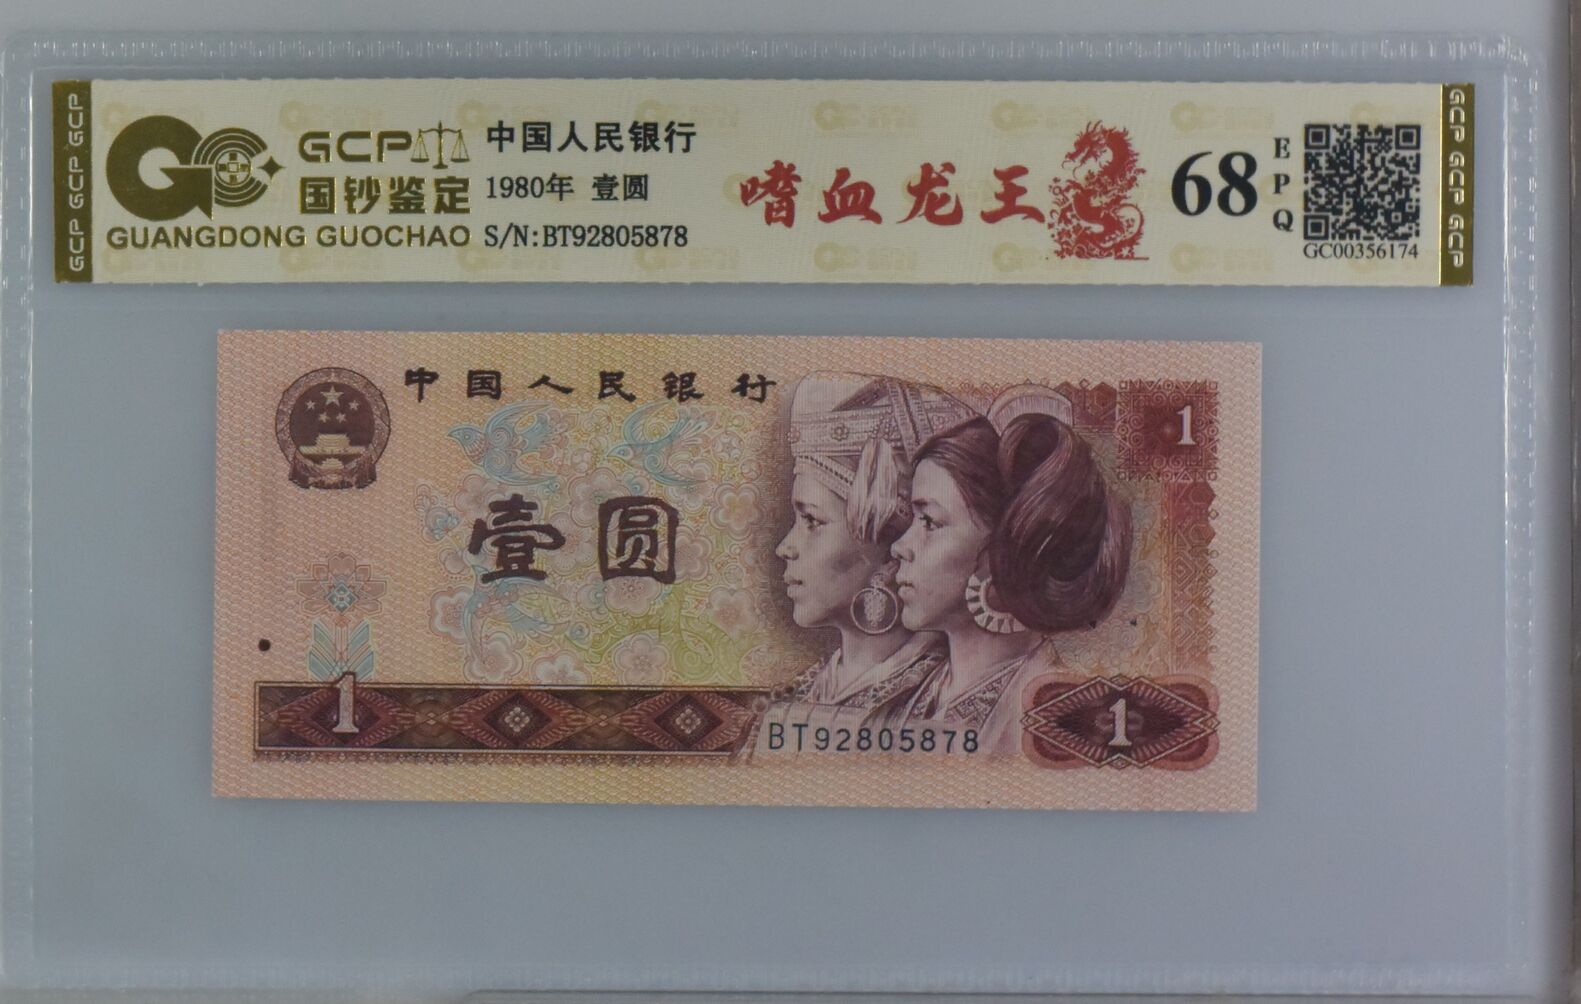 GCP GCP GCP
GC
GCP
国钞鉴定
GUANGDONG GUOCHAO
中国人民银行
1980年 壹圆
S/N:BT92805878
嗜血龙王
68
EPQ
GC00356174
GCP GCP GCP
中国人民银行
1
壹圆
1
BT92805878
1